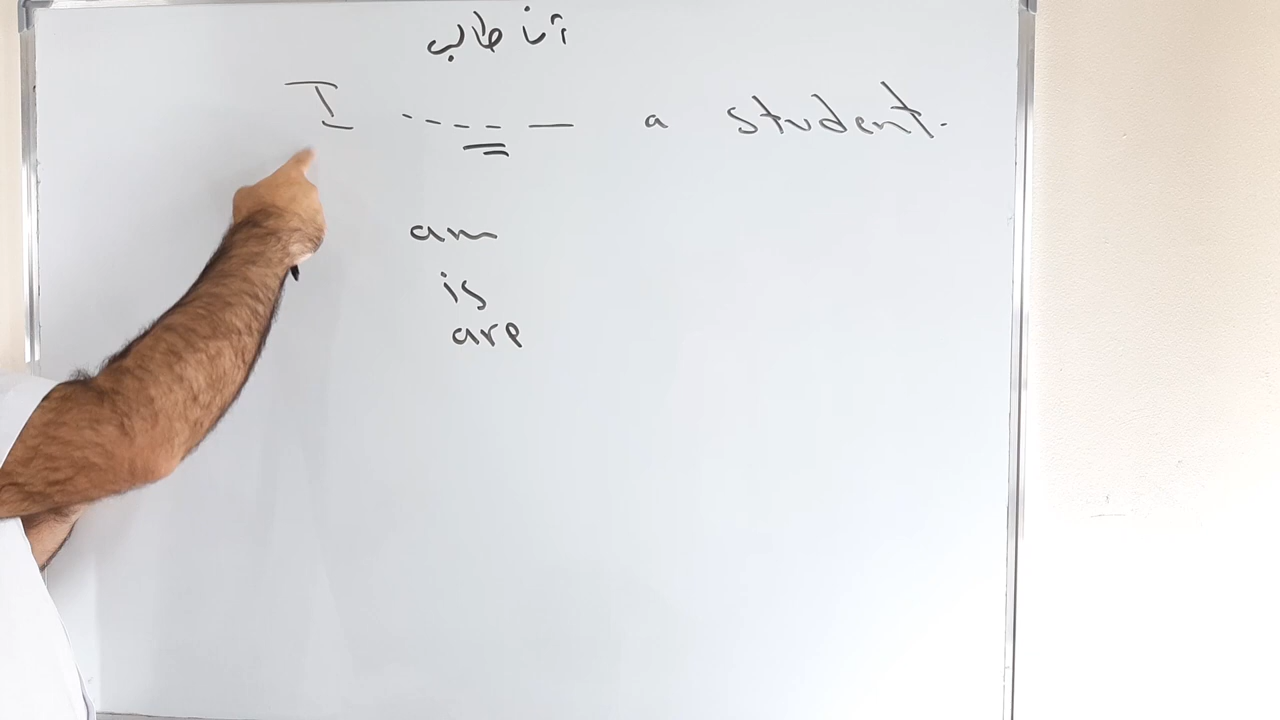 أنا طالب
I ----- a student.
am
is
are